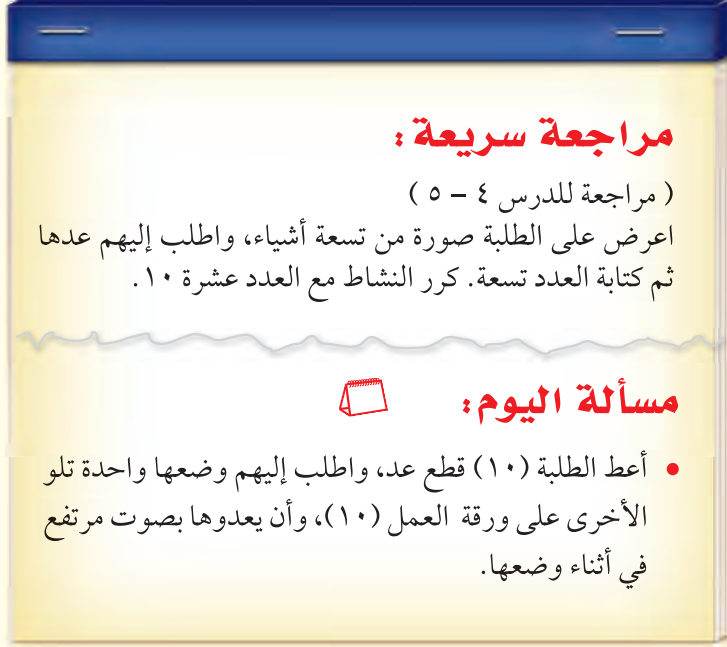 مراجعة سريعة :
( مراجعة للدرس ٤ – ٥ )
اعرض على الطلبة صورة من تسعة أشياء، واطلب إليهم عدها
ثم كتابة العدد تسعة. كرر النشاط مع العدد عشرة ١٠.
مسألة اليوم:
• أعط الطلبة (١٠) قطع عد، واطلب إليهم وضعها واحدة تلو
الأخرى على ورقة العمل (١٠)، وأن يعدوها بصوت مرتفع
في أثناء وضعها.